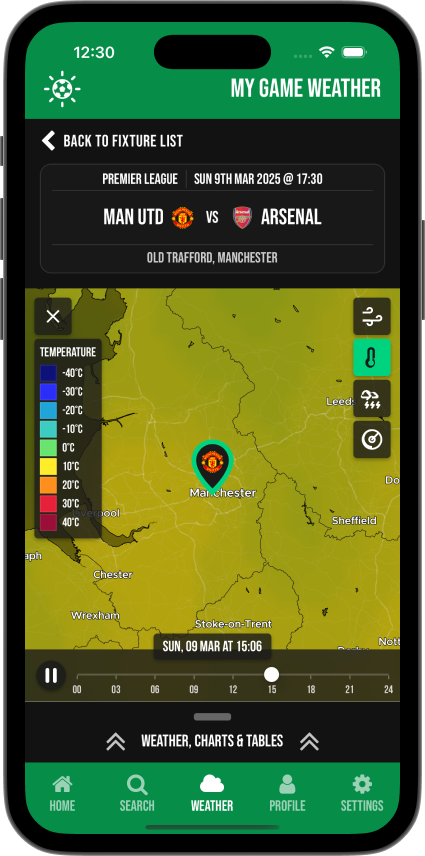 12:30
MY GAME WEATHER
BACK TO FIXTURE LIST
PREMIER LEAGUE | SUN 9TH MAR 2025 @ 17:30
MAN UTD VS ARSENAL
OLD TRAFFORD, MANCHESTER
TEMPERATURE
-40°C
-30°C
-20°C
-10°C
0°C
10°C
20°C
30°C
40°C
Leeds
Manchester
Do
verpool
Sheffield
aph
Chester
Wrexham
Stoke-on-Trent
Nott
SUN, 09 MAR AT 15:06
00 03 06 09 12 15 18 21 24
WEATHER, CHARTS & TABLES
HOME SEARCH WEATHER PROFILE SETTINGS